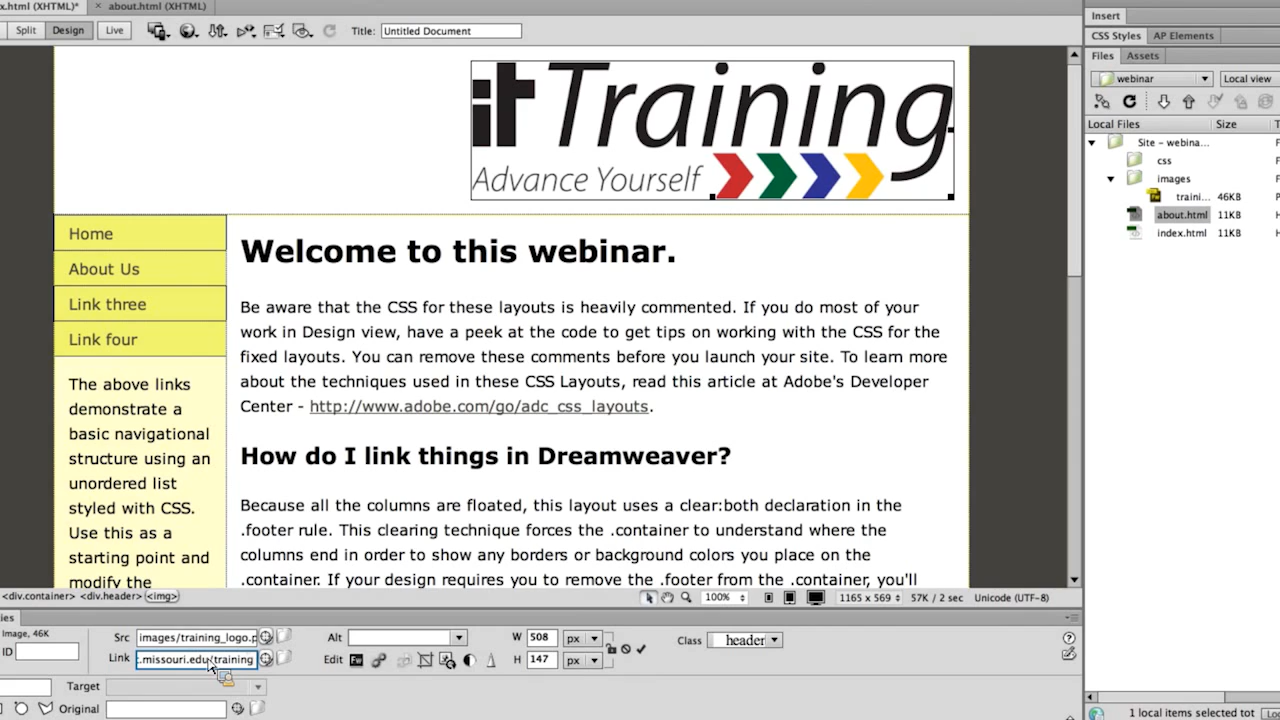 x.html (XHTML)* × about.html (XHTML)
Split Design Live Title: Untitled Document
it Training
Advance Yourself
Home
About Us
Link three
Link four
The above links
demonstrate a
basic navigational
structure using an
unordered list
styled with CSS.
Use this as a
starting point and
modify the
Welcome to this webinar.
Be aware that the CSS for these layouts is heavily commented. If you do most of your
work in Design view, have a peek at the code to get tips on working with the CSS for the
fixed layouts. You can remove these comments before you launch your site. To learn more
about the techniques used in these CSS Layouts, read this article at Adobe's Developer
Center - http://www.adobe.com/go/adc_css_layouts.
How do I link things in Dreamweaver?
Because all the columns are floated, this layout uses a clear:both declaration in the
.footer rule. This clearing technique forces the .container to understand where the
columns end in order to show any borders or background colors you place on the
.container. If your design requires you to remove the .footer from the .container, you'll
<div.container> <div.header> <img> 100% 1165 x 569 57K / 2 sec Unicode (UTF-8)
ies
Image, 46K Src images/training_logo.p Alt W 508 px Class header
ID Link :.missouri.edu/training Edit H 147 px
Target
Original
Insert
CSS Styles AP Elements
Files Assets
webinar Local view
Local Files Size T
Site - webina...
css
images
traini... 46KB
about.html 11KB
index.html 11KB
1 local items selected tot Lo